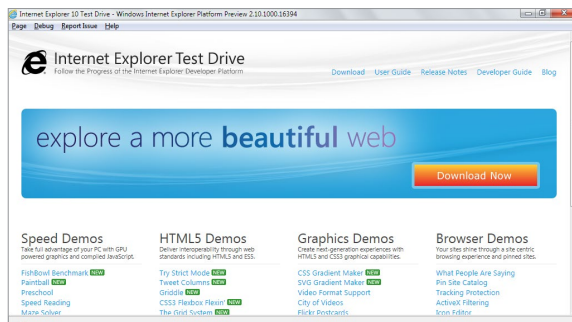 Internet Explorer 10 Test Drive - Windows Internet Explorer Platform Preview 2.10.1000.16394
Page Debug Report Issue Help
Internet Explorer Test Drive
Follow the Progress of the Internet Explorer Developer Platform
Download User Guide Release Notes Developer Guide Blog
explore a more beautiful web
Download Now
Speed Demos
Take full advantage of your PC with GPU
powered graphics and compiled JavaScript.
FishBowl Benchmark NEW
Paintball NEW
Preschool
Speed Reading
Maze Solver
HTML5 Demos
Deliver interoperability through web
standards including HTML5 and ES5.
Try Strict Mode NEW
Tweet Columns NEW
Griddle NEW
CSS3 Flexbox Flexin' NEW
The Grid System NEW
Graphics Demos
Create next-generation experiences with
HTML5 and CSS3 graphical capabilities.
CSS Gradient Maker NEW
SVG Gradient Maker NEW
Video Format Support
City of Videos
Flickr Postcards
Browser Demos
Your sites shine through a site centric
browsing experience and pinned sites.
What People Are Saying
Pin Site Catalog
Tracking Protection
ActiveX Filtering
Icon Editor